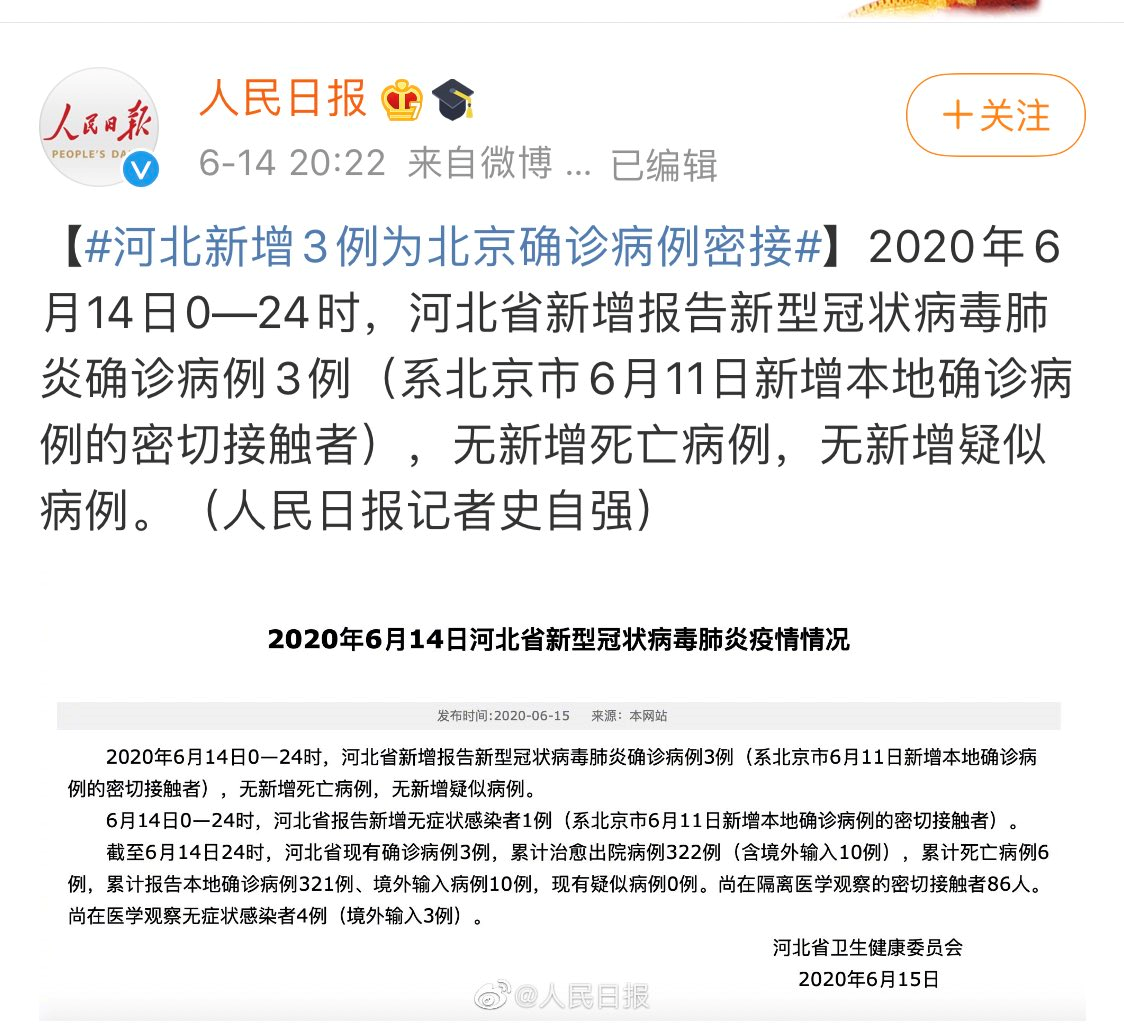 人民日报
PEOPLE'S DA
人民日报
+关注
6-14 20:22 来自微博 ... 已编辑
【#河北新增3例为北京确诊病例密接#】2020年6
月14日0—24时，河北省新增报告新型冠状病毒肺
炎确诊病例3例（系北京市6月11日新增本地确诊病
例的密切接触者），无新增死亡病例，无新增疑似
病例。（人民日报记者史自强）
2020年6月14日河北省新型冠状病毒肺炎疫情情况
发布时间:2020-06-15 来源：本网站
2020年6月14日0—24时，河北省新增报告新型冠状病毒肺炎确诊病例3例（系北京市6月11日新增本地确诊病
例的密切接触者），无新增死亡病例，无新增疑似病例。
6月14日0—24时，河北省报告新增无症状感染者1例（系北京市6月11日新增本地确诊病例的密切接触者）。
截至6月14日24时，河北省现有确诊病例3例，累计治愈出院病例322例（含境外输入10例），累计死亡病例6
例，累计报告本地确诊病例321例、境外输入病例10例，现有疑似病例0例。尚在隔离医学观察的密切接触者86人。
尚在医学观察无症状感染者4例（境外输入3例）。
河北省卫生健康委员会
2020年6月15日
@人民日报